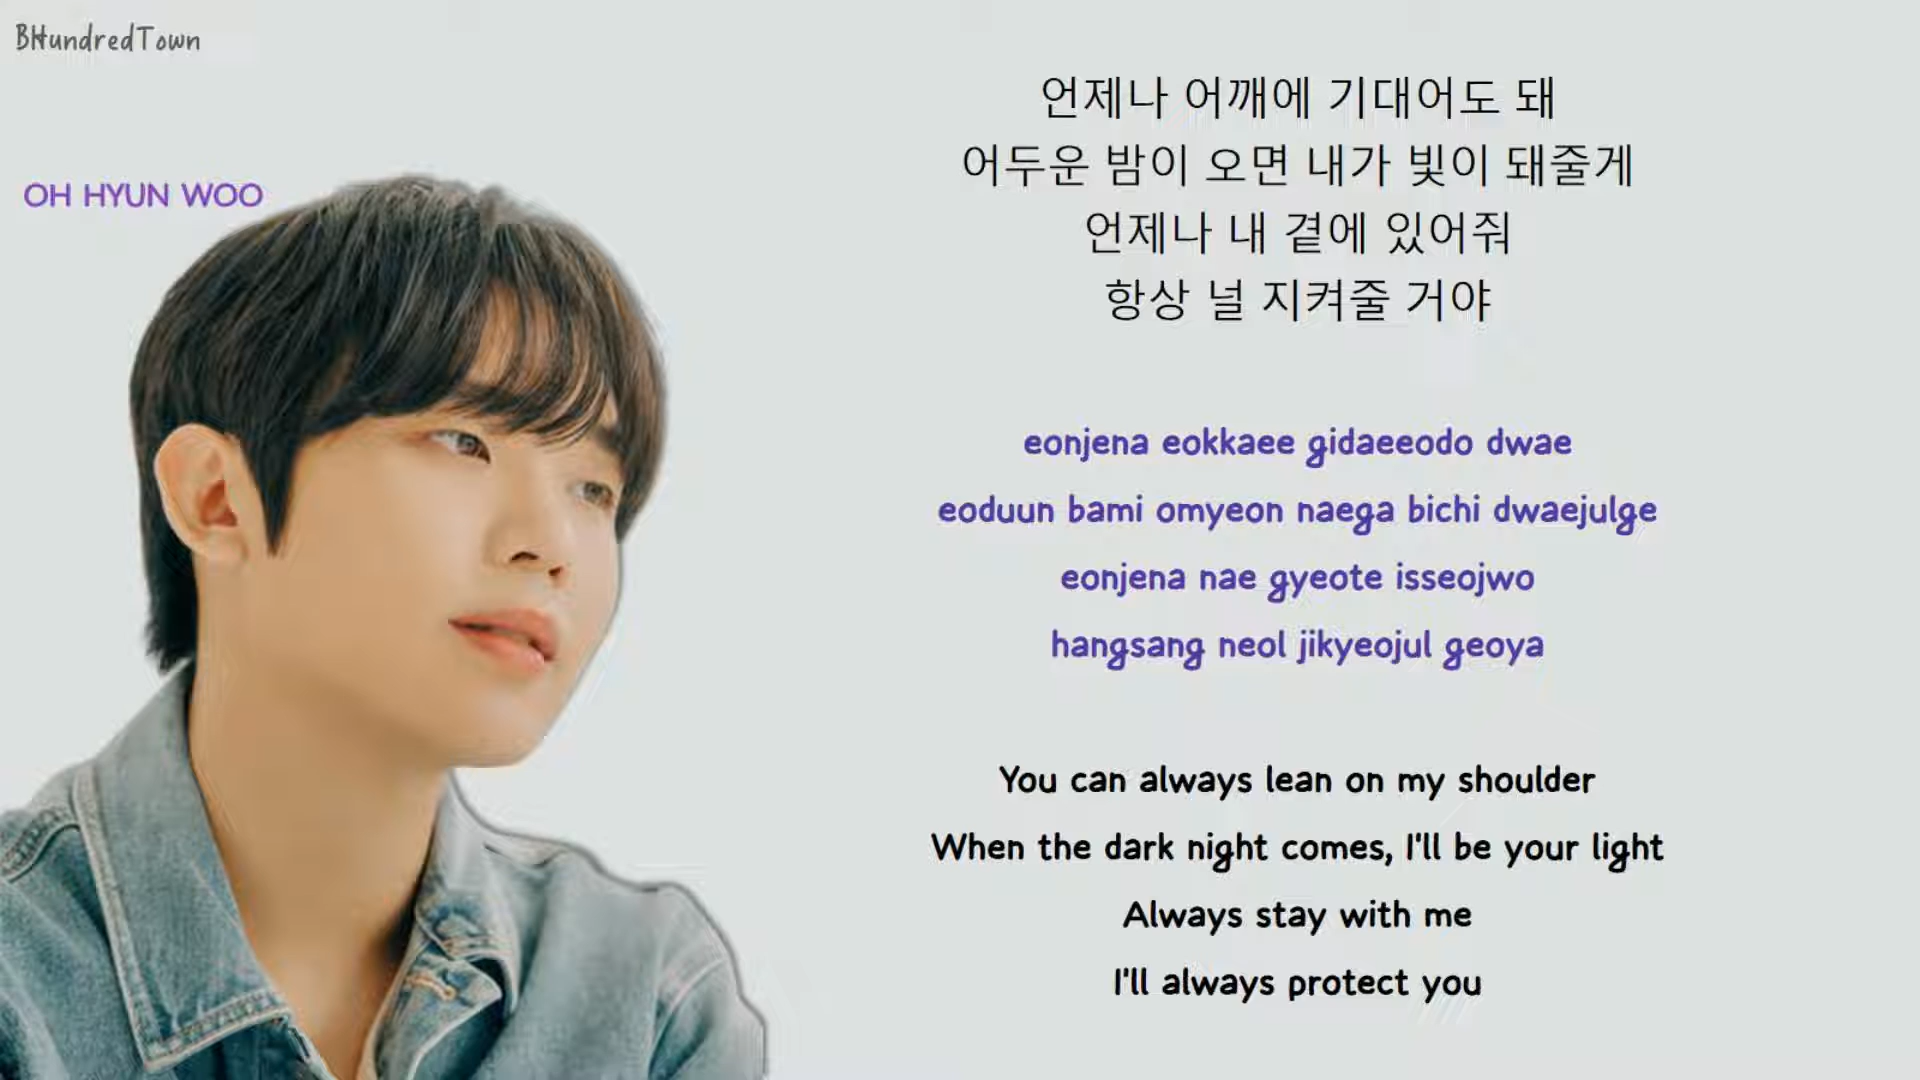 BHundredTown
OH HYUN WOO
언제나 어깨에 기대어도 돼
어두운 밤이 오면 내가 빛이 돼줄게
언제나 내 곁에 있어줘
항상 널 지켜줄 거야
eonjena eokkaee gidaeeodo dwae
eoduun bami omyeon naega bichi dwaejulge
eonjena nae gyeote isseojwo
hangsang neol jikyeojul geoya
You can always lean on my shoulder
When the dark night comes, I'll be your light
Always stay with me
I'll always protect you